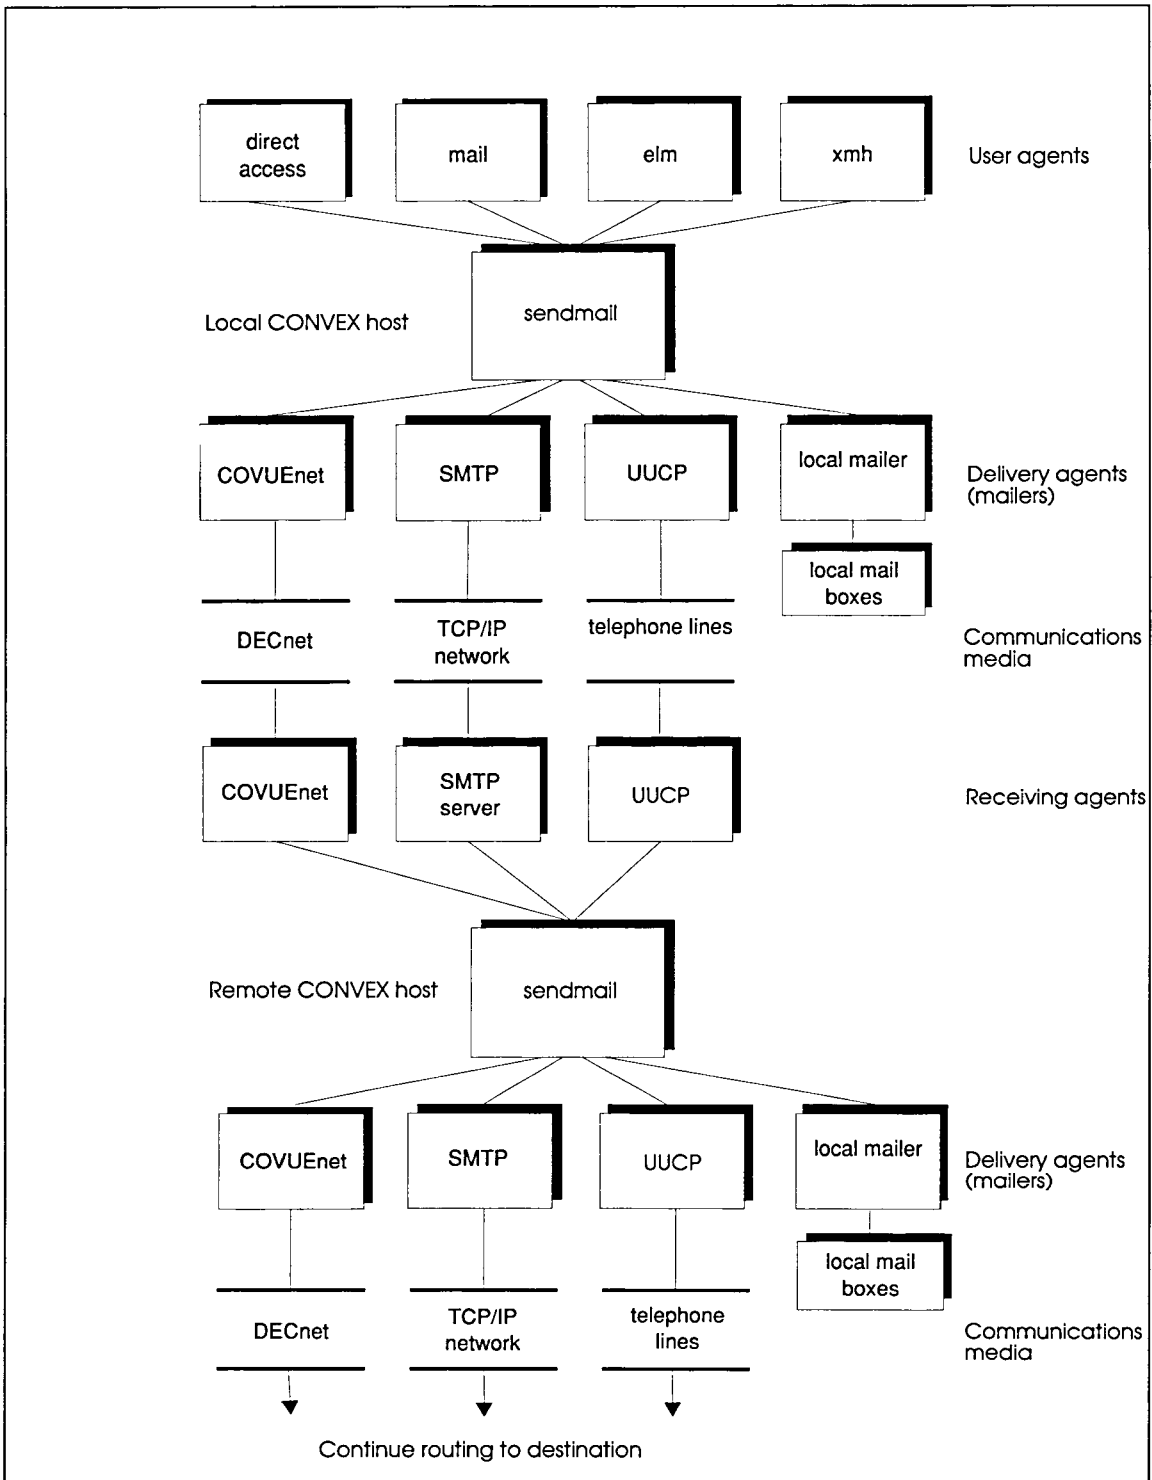 direct
access
mail
elm
xmh
User agents
sendmail
Local CONVEX host
COVUEnet
SMTP
UUCP
local mailer
Delivery agents
(mailers)
local mail
boxes
DECnet
TCP/IP
network
telephone lines
Communications
media
COVUEnet
SMTP
server
UUCP
Receiving agents
Remote CONVEX host
sendmail
COVUEnet
SMTP
UUCP
local mailer
Delivery agents
(mailers)
local mail
boxes
DECnet
TCP/IP
network
telephone
lines
Communications
media
Continue routing to destination